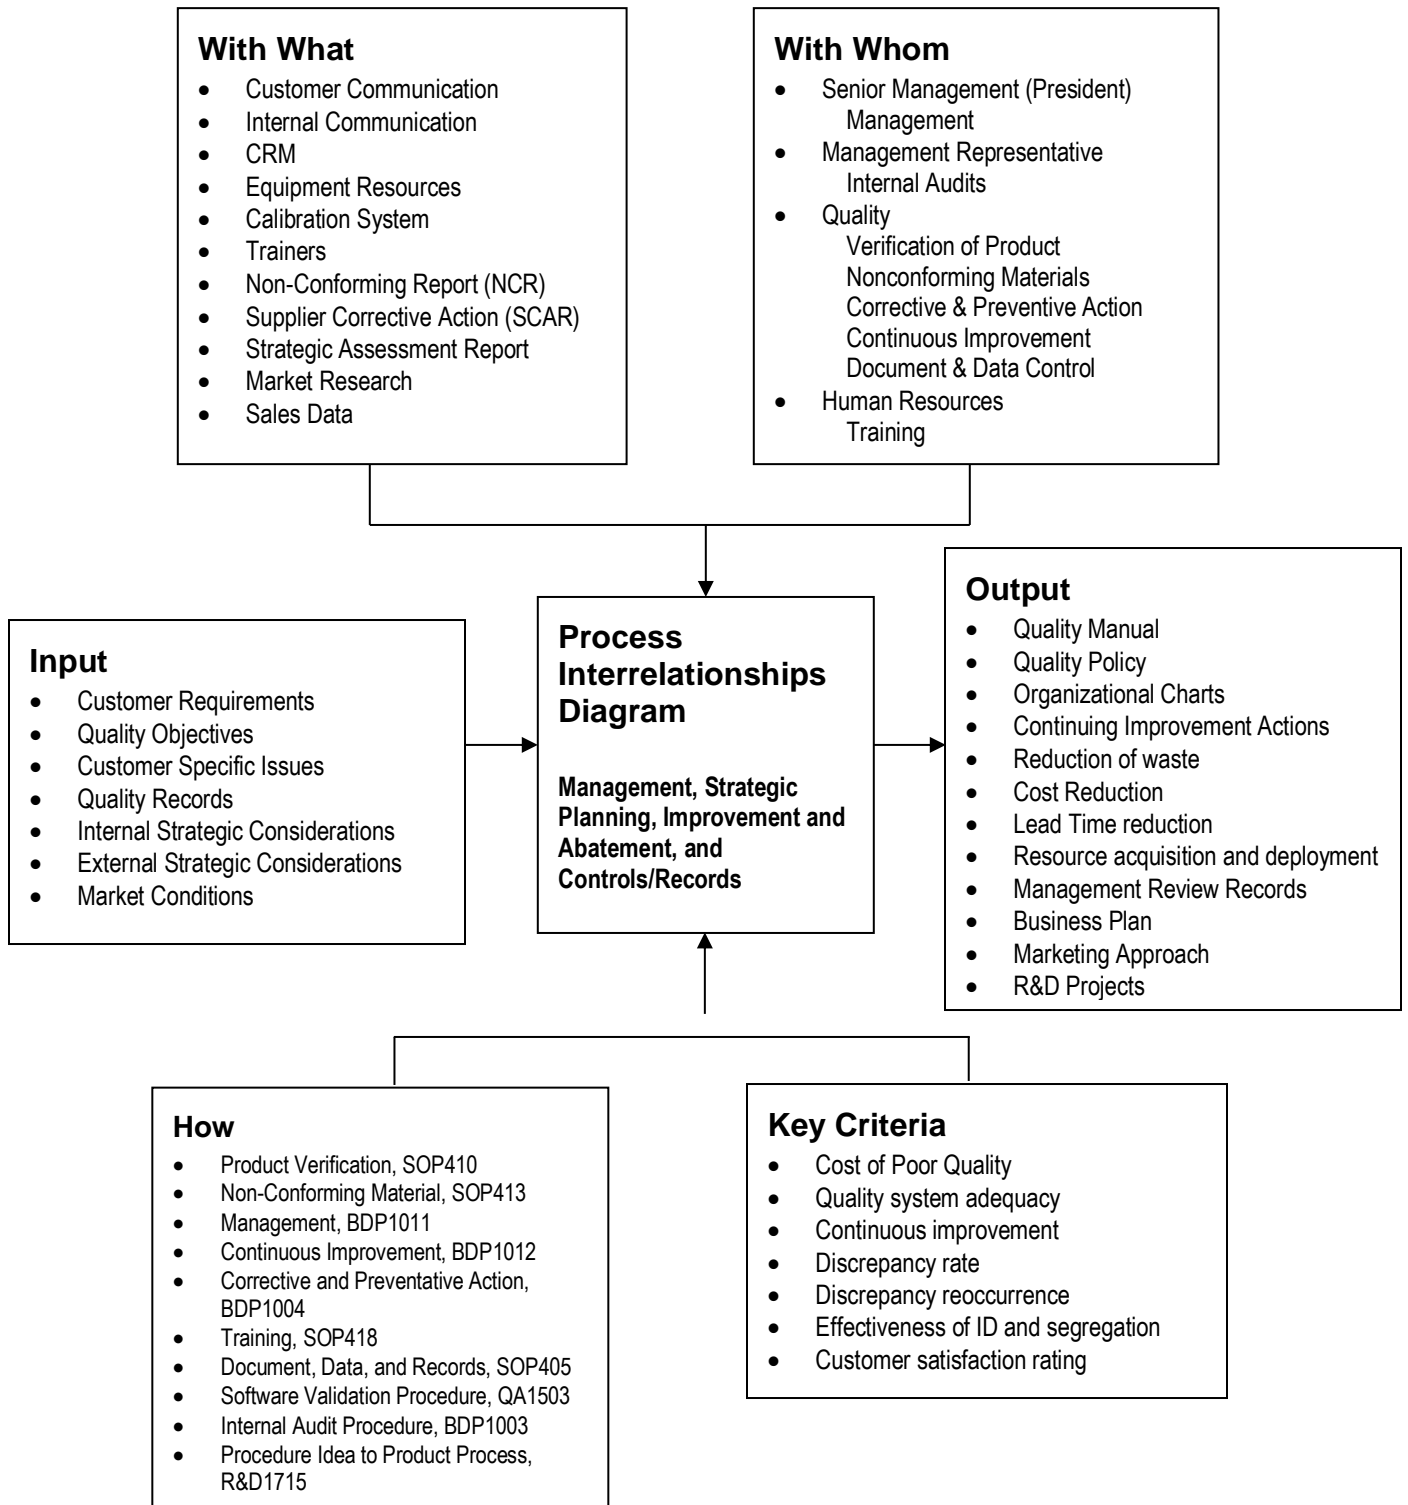 With What
• Customer Communication
• Internal Communication
• CRM
• Equipment Resources
• Calibration System
• Trainers
• Non-Conforming Report (NCR)
• Supplier Corrective Action (SCAR)
• Strategic Assessment Report
• Market Research
• Sales Data
With Whom
• Senior Management (President)
Management
• Management Representative
Internal Audits
• Quality
Verification of Product
Nonconforming Materials
Corrective & Preventive Action
Continuous Improvement
Document & Data Control
• Human Resources
Training
Input
• Customer Requirements
• Quality Objectives
• Customer Specific Issues
• Quality Records
• Internal Strategic Considerations
• External Strategic Considerations
• Market Conditions
Process
Interrelationships
Diagram
Management, Strategic
Planning, Improvement and
Abatement, and
Controls/Records
Output
• Quality Manual
• Quality Policy
• Organizational Charts
• Continuing Improvement Actions
• Reduction of waste
• Cost Reduction
• Lead Time reduction
• Resource acquisition and deployment
• Management Review Records
• Business Plan
• Marketing Approach
• R&D Projects
How
• Product Verification, SOP410
• Non-Conforming Material, SOP413
• Management, BDP1011
• Continuous Improvement, BDP1012
• Corrective and Preventative Action,
BDP1004
• Training, SOP418
• Document, Data, and Records, SOP405
• Software Validation Procedure, QA1503
• Internal Audit Procedure, BDP1003
• Procedure Idea to Product Process,
R&D1715
Key Criteria
• Cost of Poor Quality
• Quality system adequacy
• Continuous improvement
• Discrepancy rate
• Discrepancy reoccurrence
• Effectiveness of ID and segregation
• Customer satisfaction rating